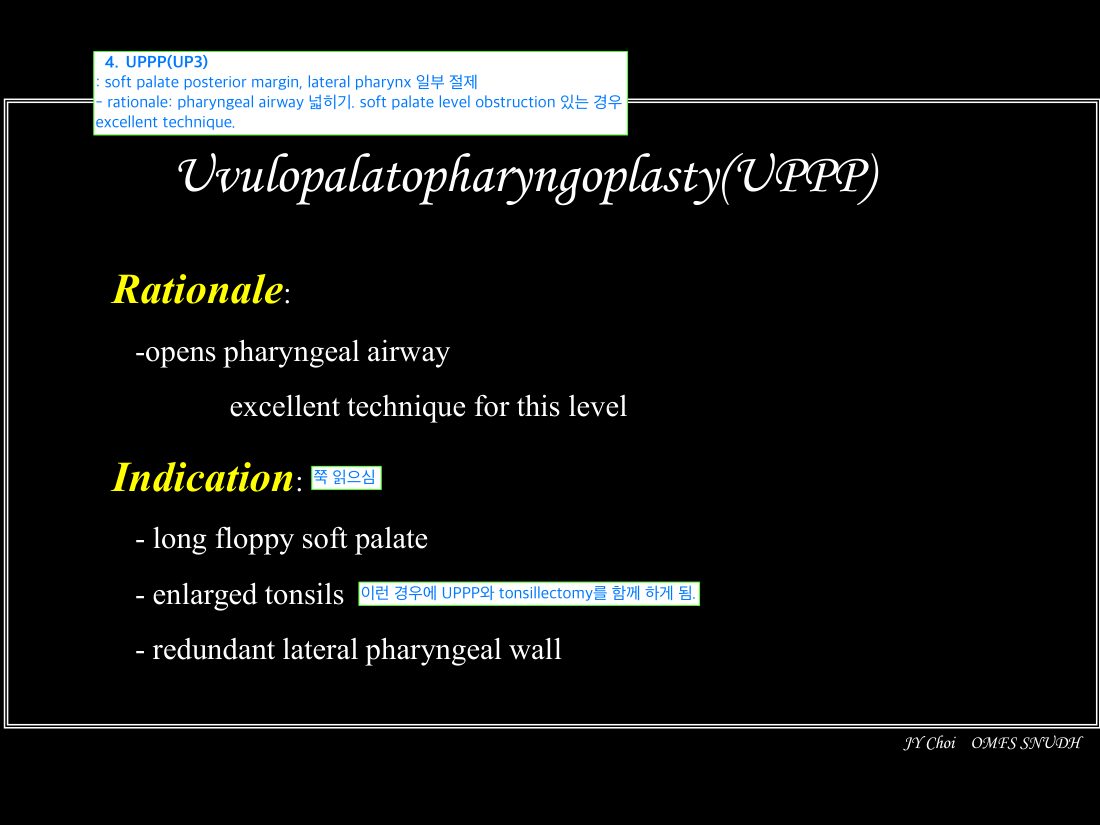 4. UPPP(UP3)
: soft palate posterior margin, lateral pharynx 일부 절제
- rationale: pharyngeal airway 넓히기. soft palate level obstruction 있는 경우
excellent technique.
Uvulopalatopharyngoplasty(UPPP)
Rationale:
-opens pharyngeal airway
excellent technique for this level
Indication: 쭉 읽으심
- long floppy soft palate
- enlarged tonsils 이런 경우에 UPPP와 tonsillectomy를 함께 하게 됨.
- redundant lateral pharyngeal wall
JY Choi OMFS SNUDH